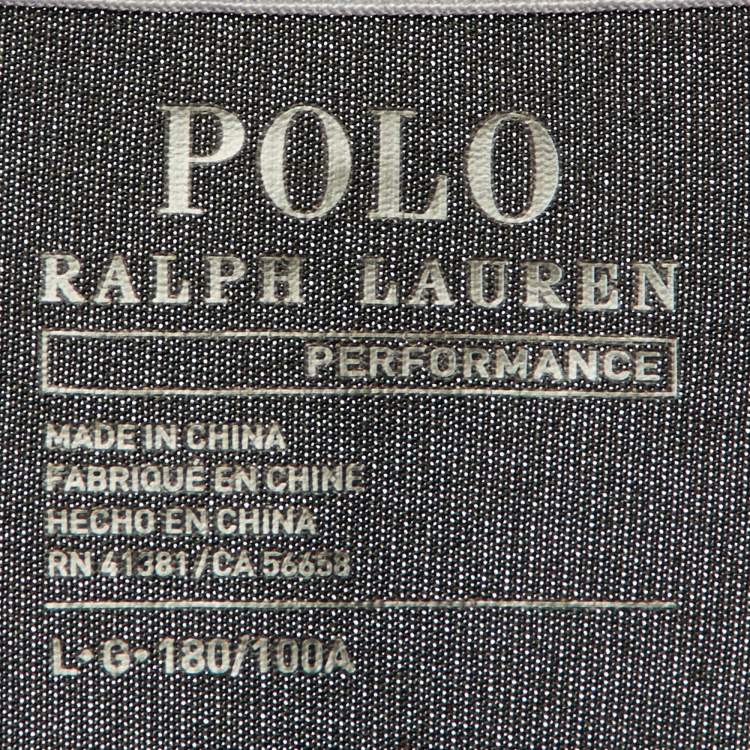 POLO
RALPH LAUREN
PERFORMANCE
MADE IN CHINA
FABRIQUÉ EN CHINE
HECHO EN CHINA
RN 41381/CA 56658
L·G·180/100A